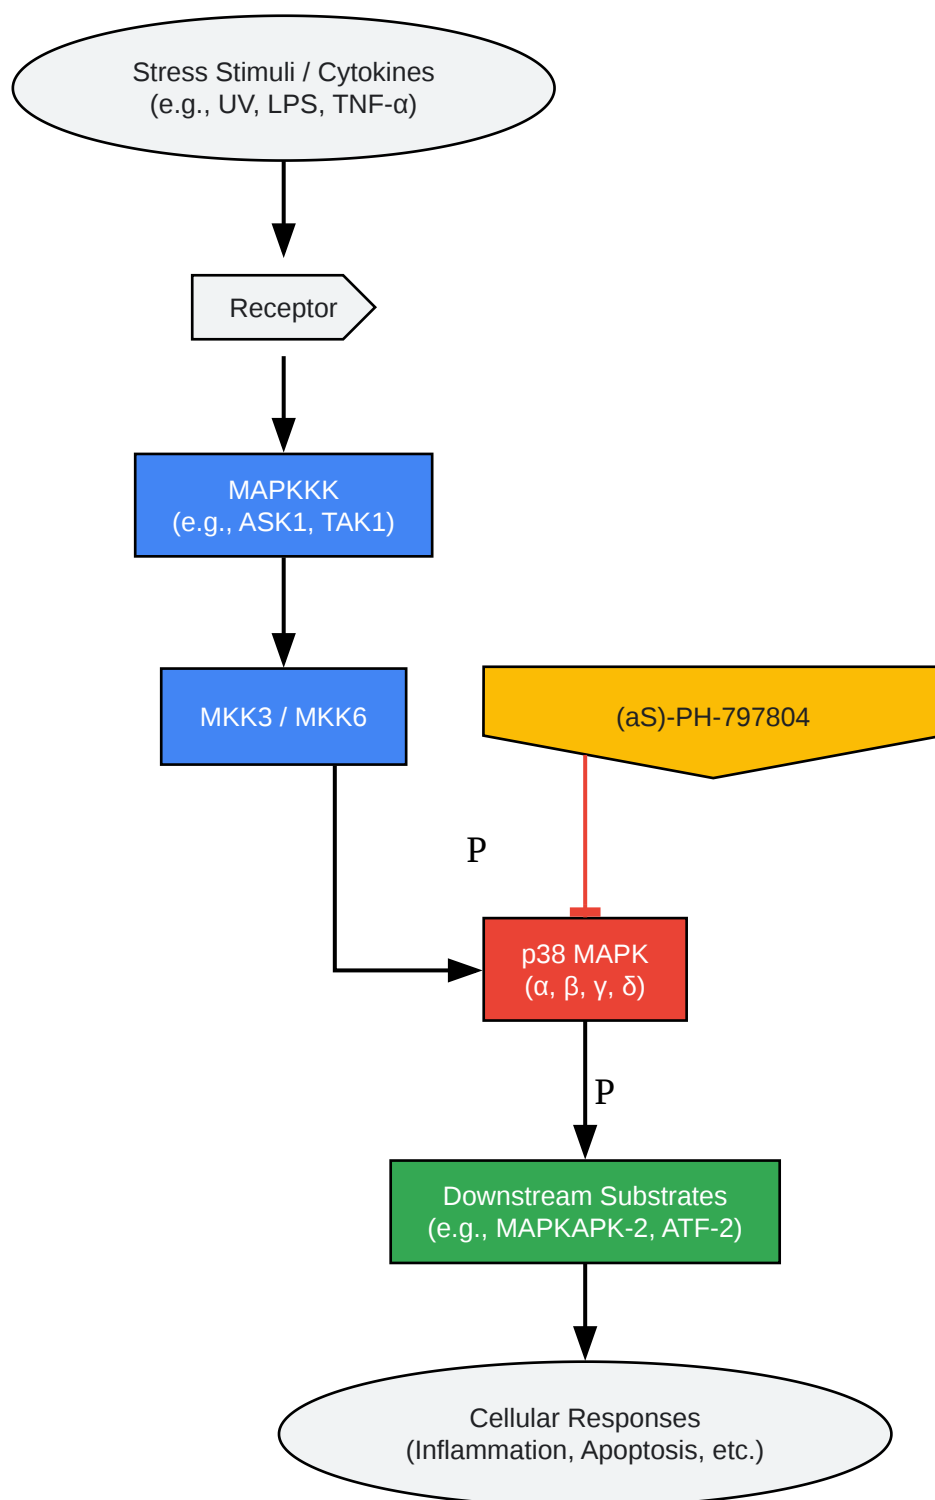 Stress Stimuli / Cytokines
(e.g., UV, LPS, TNF-α)
Receptor
MAPKKK
(e.g., ASK1, TAK1)
MKK3 / MKK6
(aS)-PH-797804
P
p38 MAPK
(α, β, γ, δ)
P
Downstream Substrates
(e.g., MAPKAPK-2, ATF-2)
Cellular Responses
(Inflammation, Apoptosis, etc.)